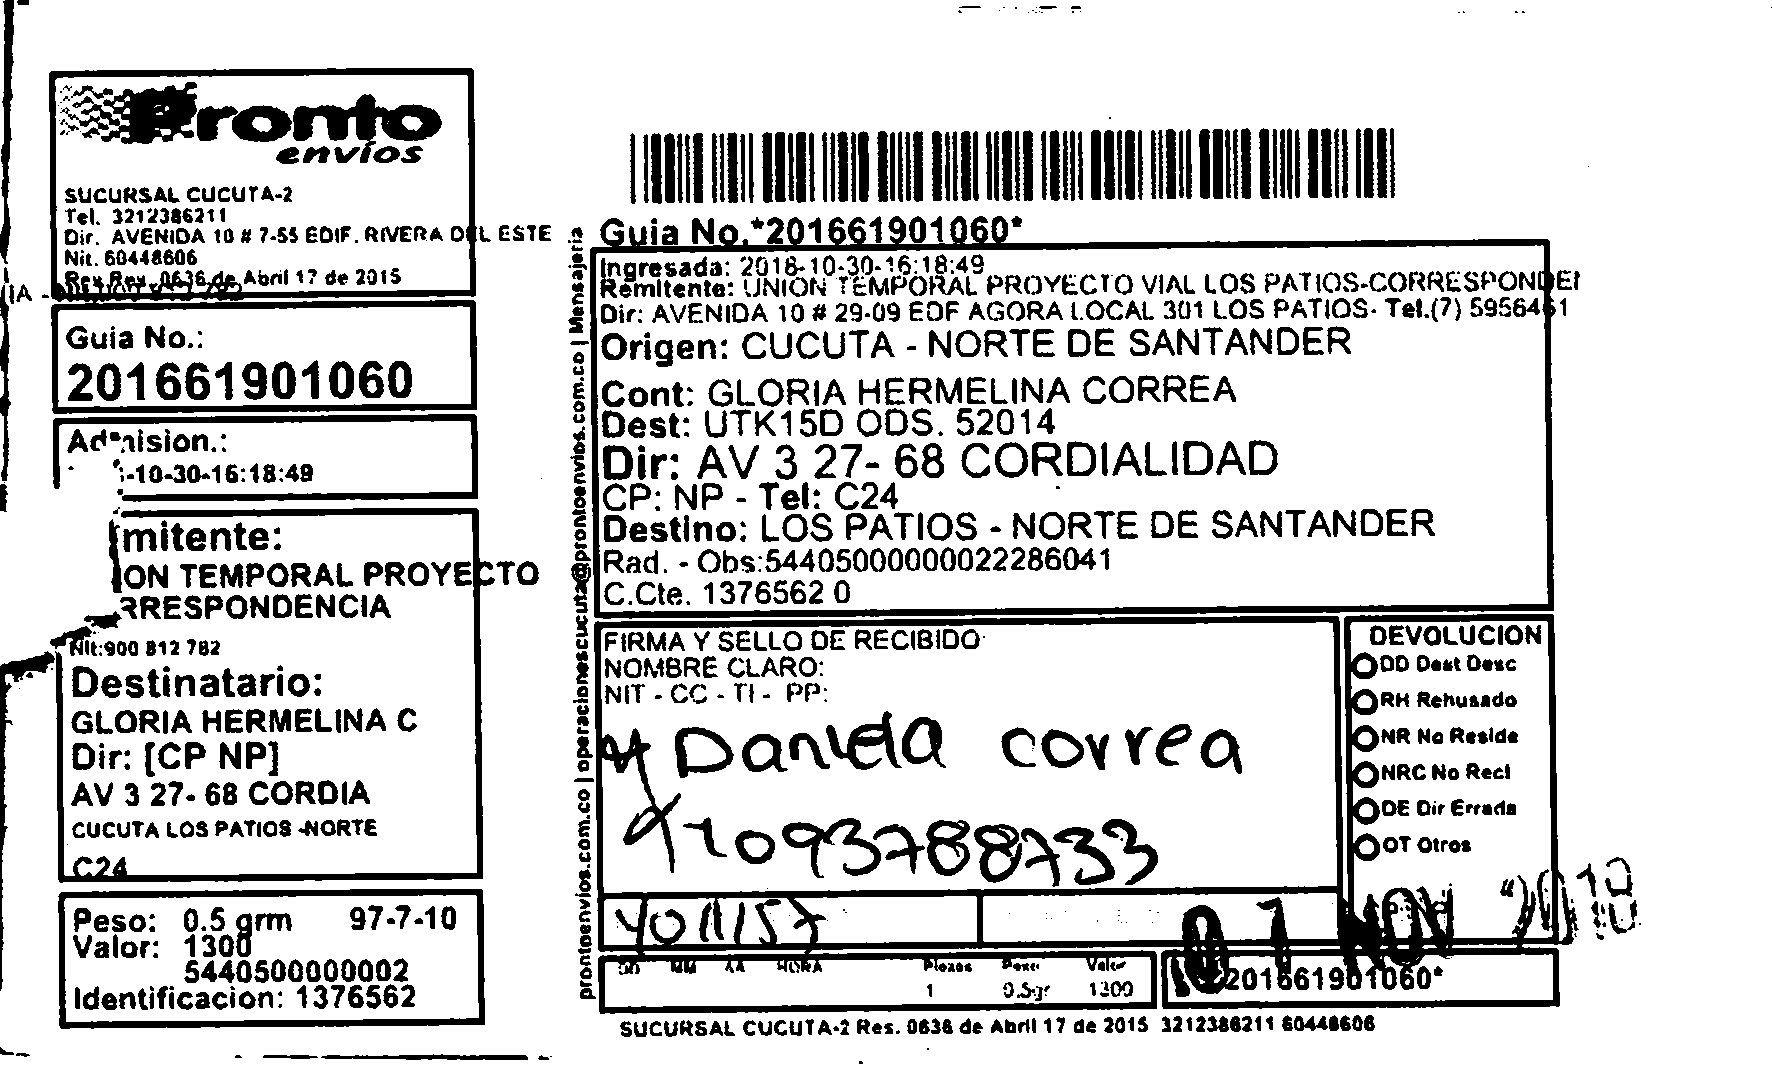 Pronto
envíos
SUCURSAL CUCUTA-2
Tel. 3212386211
Dir. AVENIDA 10 # 7-55 EDIF. RIVERA DEL ESTE
Nit. 60448606
0636 de Abril 17 de 2015
Guia No.:
201661901060
-10-30-16:18:49
mitente:
ION TEMPORAL PROYECTO
RRESPONDENCIA
Nit:900 812 782
Destinatario:
GLORIA HERMELINA C
Dir: [CP NP]
AV 3 27- 68 CORDIA
CUCUTA LOS PATIOS -NORTE
C24
Peso: 0.5 grm 97-7-10
Valor: 1300
5440500000002
Identificacion: 1376562
prontoenvios.com.co | operacionescucuta@prontoenvios.com.co | Mensajeria
Guia No.*201661901060*
Ingresada: 2018-10-30-16:18:49
Remitente: UNION TEMPORAL PROYECTO VIAL LOS PATIOS-CORRESPONDEN
Dir: AVENIDA 10 # 29-09 EDF AGORA LOCAL 301 LOS PATIOS- Tel.(7) 5956461
Origen: CUCUTA - NORTE DE SANTANDER
Cont: GLORIA HERMELINA CORREA
Dest: UTK15D ODS. 52014
Dir: AV 3 27- 68 CORDIALIDAD
CP: NP - Tel: C24
Destino: LOS PATIOS - NORTE DE SANTANDER
Rad. - Obs:54405000000022286041
C.Cte. 1376562 0
FIRMA Y SELLO DE RECIBIDO
NOMBRE CLARO:
NIT - CC - TI - PP:
Daniela correa
1093788733
DEVOLUCION
DD Dest Desc
RH Rehusado
NR No Reside
NRC No Recl
DE Dir Errada
OT Otros
01 NOV 2018
DD MM AA HORA Piezas Peso Valor
1 0.5gr 1300
*201661901060*
SUCURSAL CUCUTA-2 Res. 0636 de Abril 17 de 2015 3212386211 60448606